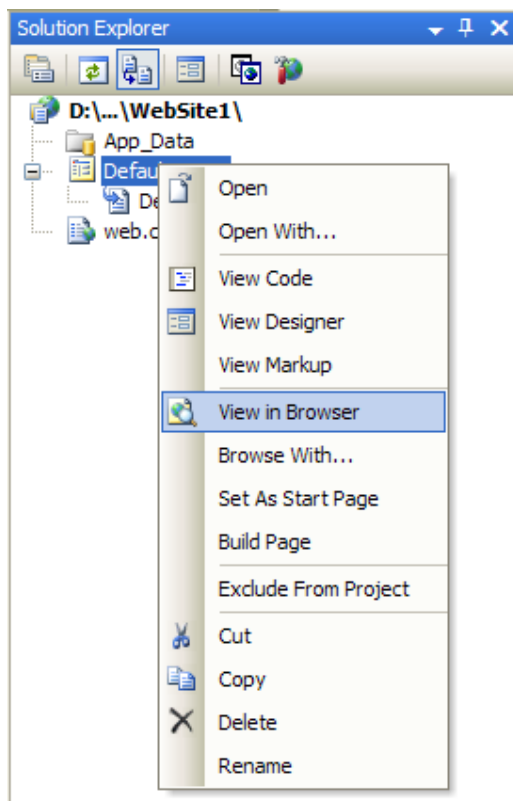 Solution Explorer
D:\...\WebSite1\
App_Data
Defau
De
web.c
Open
Open With...
View Code
View Designer
View Markup
View in Browser
Browse With...
Set As Start Page
Build Page
Exclude From Project
Cut
Copy
Delete
Rename